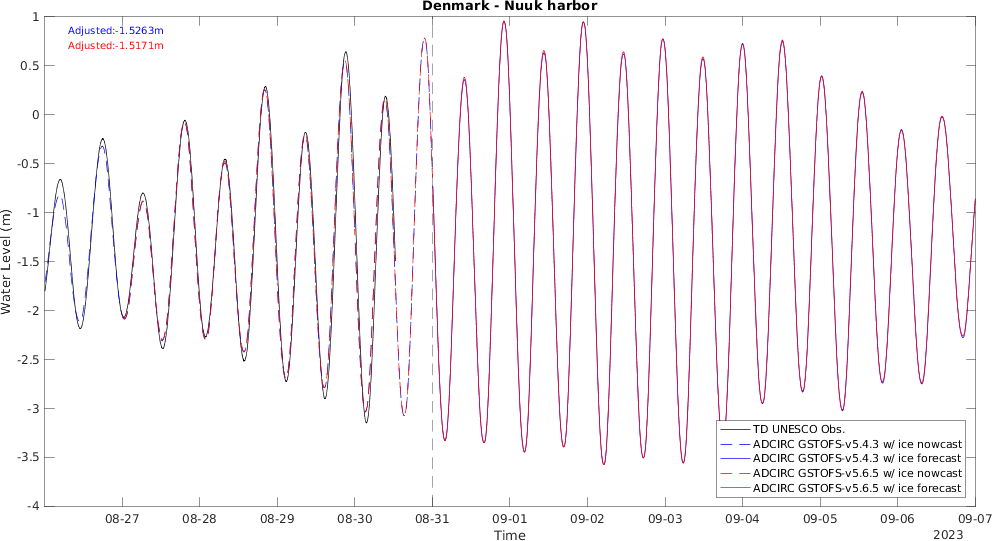 Denmark - Nuuk harbor
Adjusted:-1.5263m
Adjusted:-1.5171m
1
0.5
0
-0.5
-1
-1.5
-2
-2.5
-3
-3.5
-4
Water Level (m)
TD UNESCO Obs.
ADCIRC GSTOFS-v5.4.3 w/ ice nowcast
ADCIRC GSTOFS-v5.4.3 w/ ice forecast
ADCIRC GSTOFS-v5.6.5 w/ ice nowcast
ADCIRC GSTOFS-v5.6.5 w/ ice forecast
08-27 08-28 08-29 08-30 08-31 09-01 09-02 09-03 09-04 09-05 09-06 09-07
Time
2023